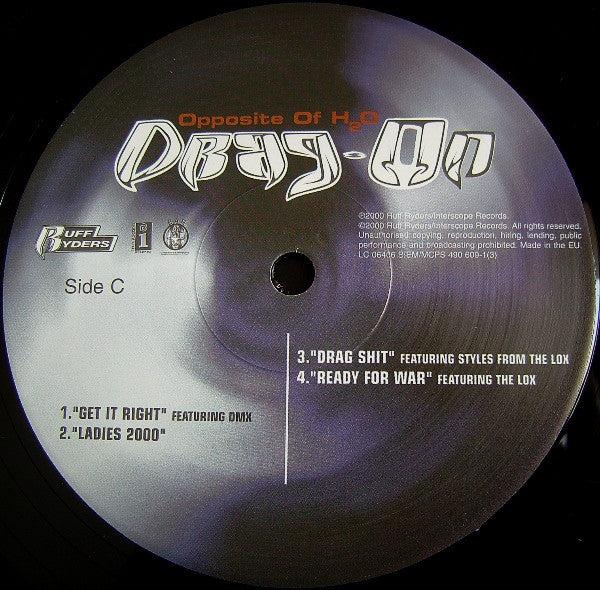 Opposite Of H2O
Drag-On
RUFF RYDERS
Side C
℗2000 Ruff Ryders/Interscope Records.
©2000 Ruff Ryders/Interscope Records. All rights reserved.
Unauthorised copying, reproduction, hiring, lending, public
performance and broadcasting prohibited. Made in the EU.
LC 06406 BIEM/MCPS 490 609-1(3)
1."GET IT RIGHT" FEATURING DMX
2."LADIES 2000"
3."DRAG SHIT" FEATURING STYLES FROM THE LOX
4."READY FOR WAR" FEATURING THE LOX